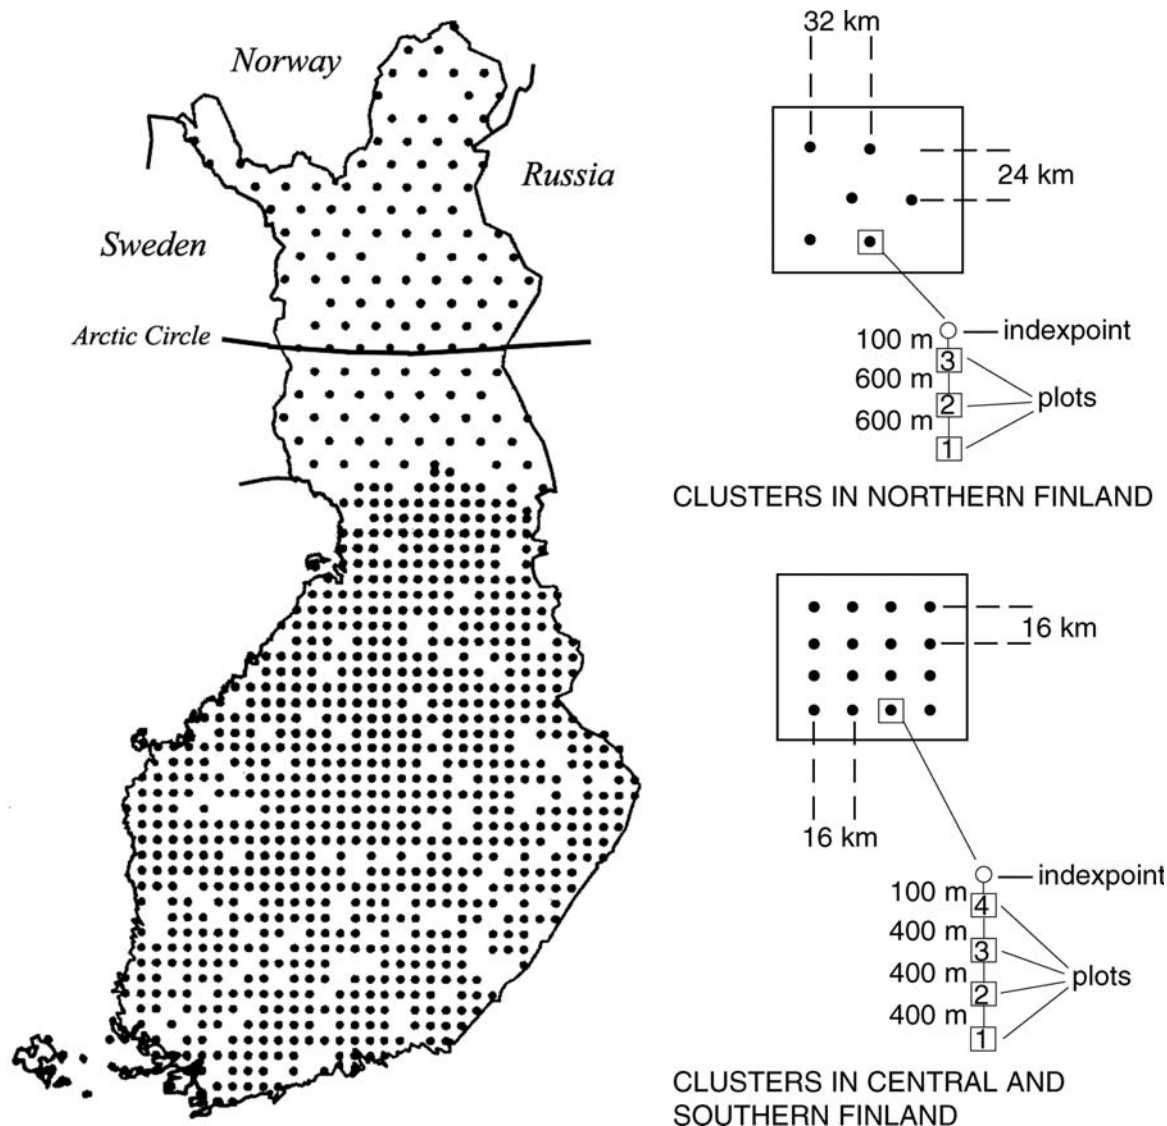 Norway
Russia
Sweden
Arctic Circle
32 km
24 km
indexpoint
100 m
3
600 m
2
plots
600 m
1
CLUSTERS IN NORTHERN FINLAND
16 km
16 km
indexpoint
100 m
4
400 m
3
400 m
2
plots
400 m
1
CLUSTERS IN CENTRAL AND
SOUTHERN FINLAND